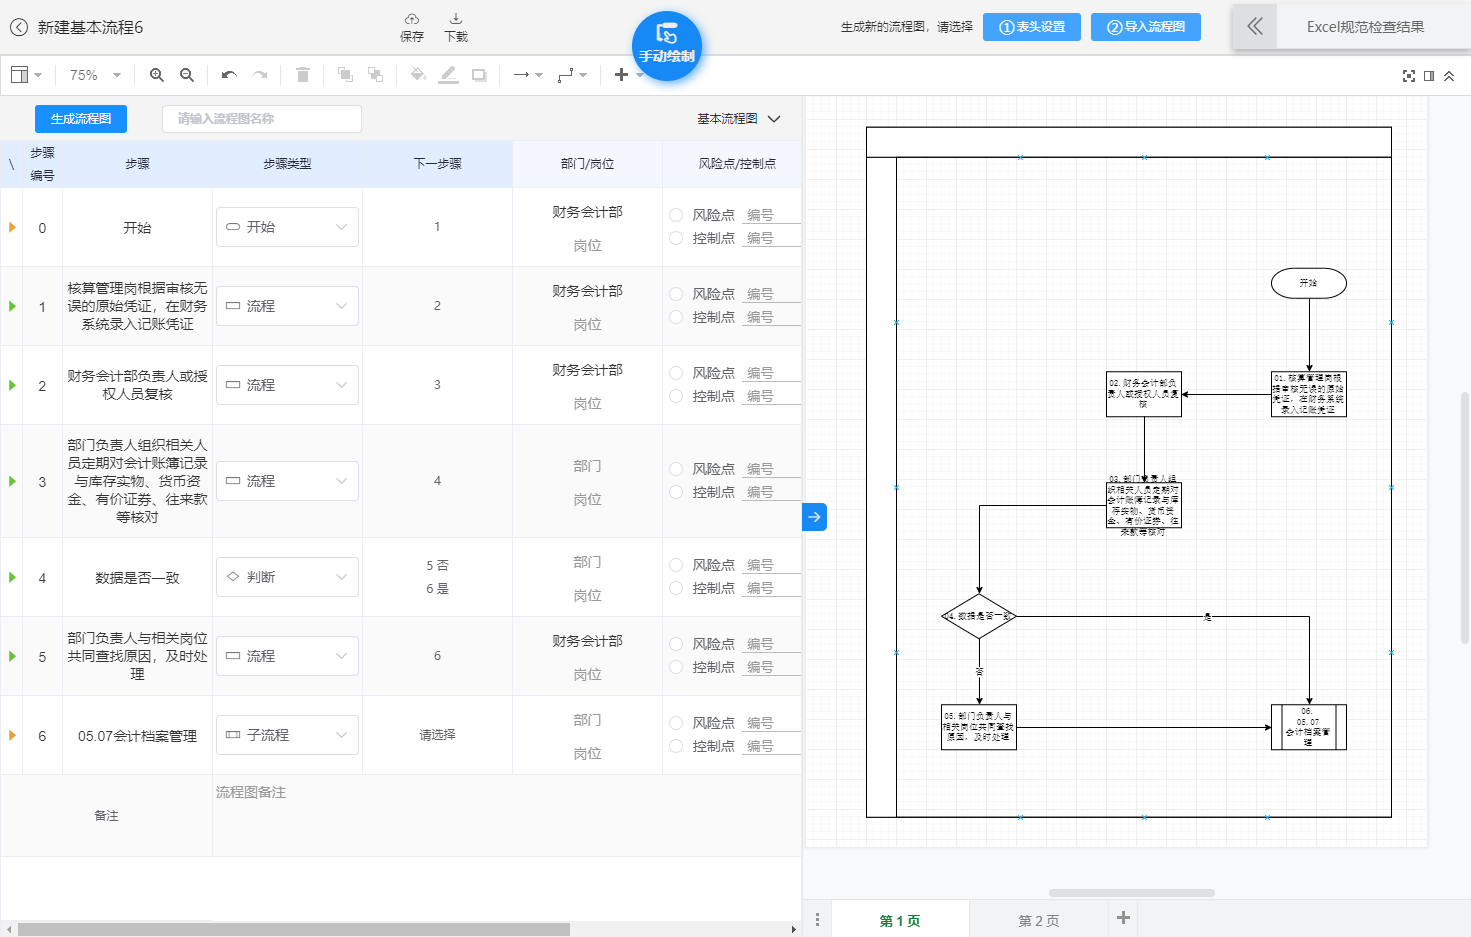 新建基本流程6
保存
下载
手动绘制
生成新的流程图，请选择
①表头设置
②导入流程图
Excel规范检查结果
75%
生成流程图
请输入流程图名称
基本流程图
\
步骤
编号
步骤
步骤类型
下一步骤
部门/岗位
风险点/控制点
0
开始
开始
1
财务会计部
岗位
风险点 编号
控制点 编号
1
核算管理岗根据审核无
误的原始凭证，在财务
系统录入记账凭证
流程
2
财务会计部
岗位
风险点 编号
控制点 编号
2
财务会计部负责人或授
权人员复核
流程
3
财务会计部
岗位
风险点 编号
控制点 编号
3
部门负责人组织相关人
员定期对会计账簿记录
与库存实物、货币资
金、有价证券、往来款
等核对
流程
4
部门
岗位
风险点 编号
控制点 编号
4
数据是否一致
判断
5 否
6 是
部门
岗位
风险点 编号
控制点 编号
5
部门负责人与相关岗位
共同查找原因，及时处
理
流程
6
财务会计部
岗位
风险点 编号
控制点 编号
6
05.07会计档案管理
子流程
请选择
部门
岗位
风险点 编号
控制点 编号
备注
流程图备注
开始
01. 核算管理岗根
据审核无误的原始
凭证，在财务系统
录入记账凭证
02. 财务会计部负
责人或授权人员复
核
03. 部门负责人组
织相关人员定期对
会计账簿记录与库
存实物、货币资
金、有价证券、往
来款等核对
04. 数据是否一致
是
否
05. 部门负责人与
相关岗位共同查找
原因，及时处理
06.
05.07
会计档案管
理
第 1 页
第 2 页